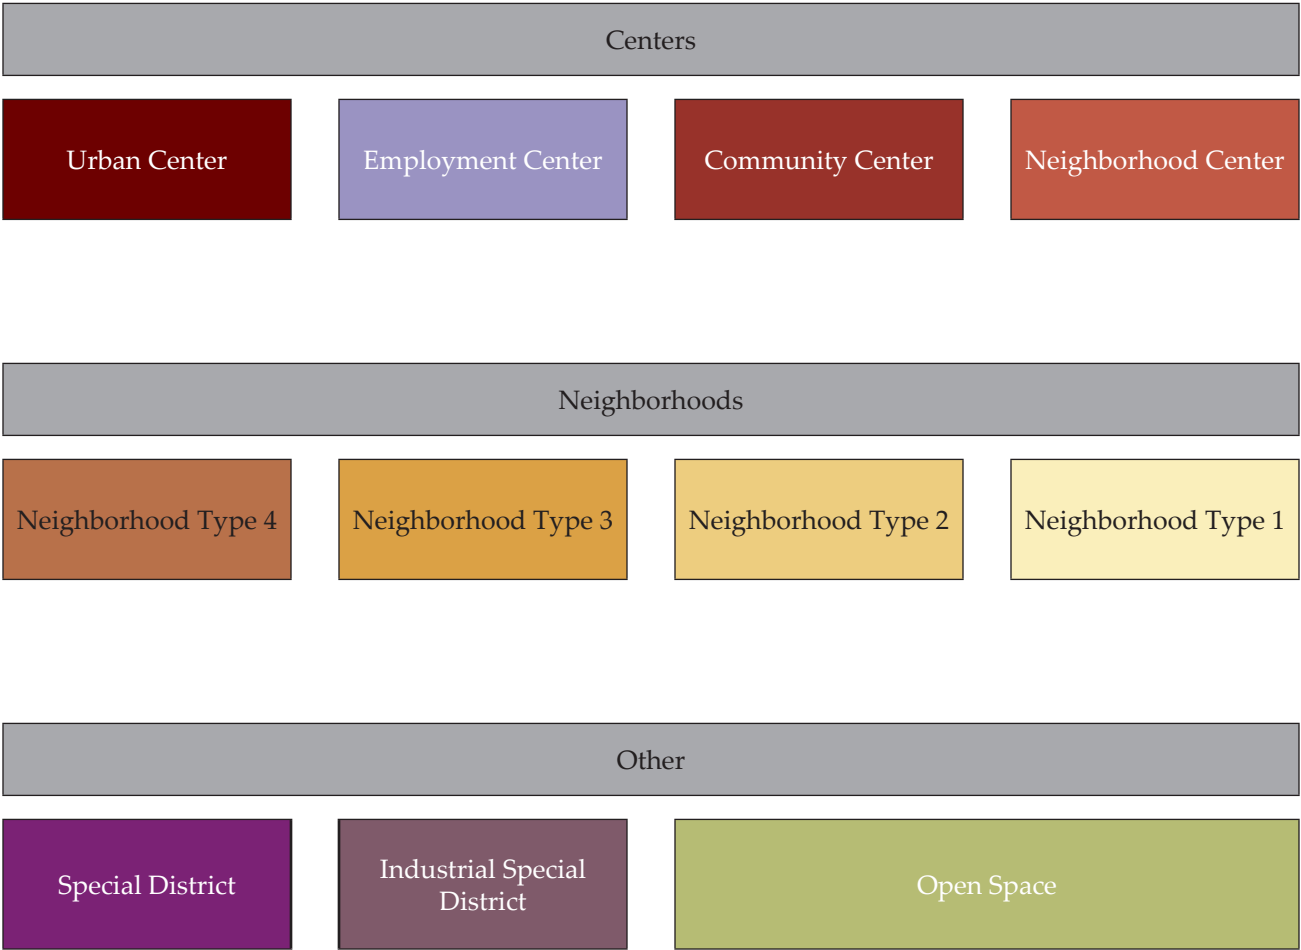 Centers
Urban Center
Employment Center
Community Center
Neighborhood Center
Neighborhoods
Neighborhood Type 4
Neighborhood Type 3
Neighborhood Type 2
Neighborhood Type 1
Other
Special District
Industrial Special
District
Open Space